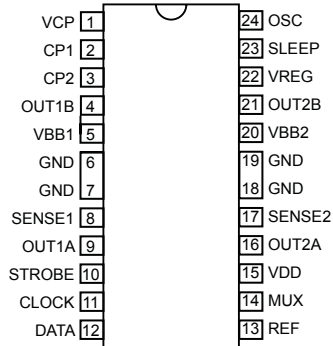 VCP 1 24 OSC
CP1 2 23 SLEEP
CP2 3 22 VREG
OUT1B 4 21 OUT2B
VBB1 5 20 VBB2
GND 6 19 GND
GND 7 18 GND
SENSE1 8 17 SENSE2
OUT1A 9 16 OUT2A
STROBE 10 15 VDD
CLOCK 11 14 MUX
DATA 12 13 REF